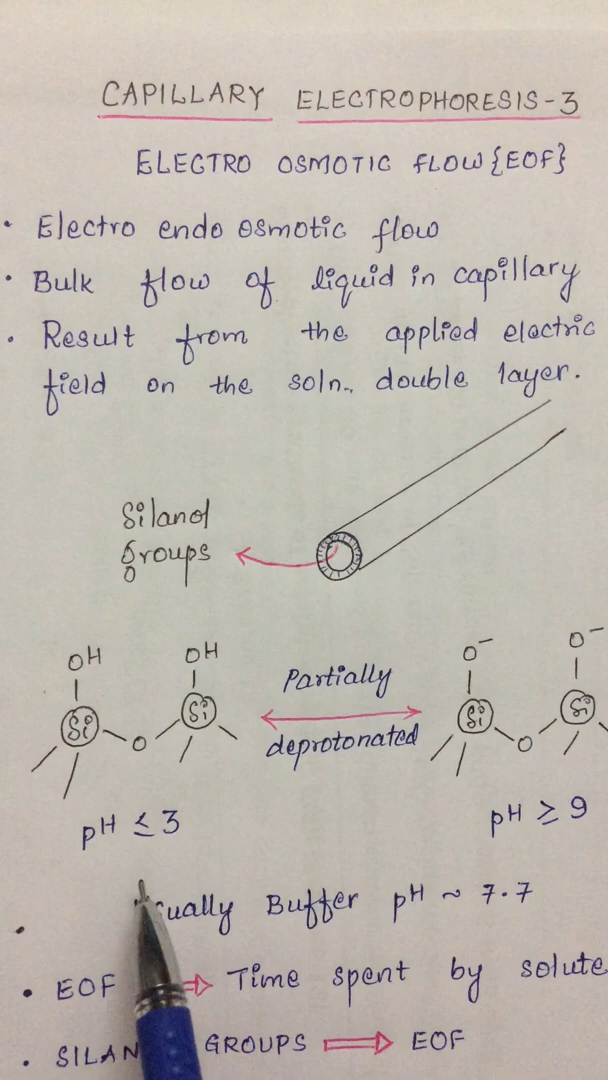 CAPILLARY ELECTROPHORESIS-3
ELECTRO OSMOTIC FLOW{EOF}
• Electro endo osmotic flow
• Bulk flow of liquid in capillary
• Result from the applied electric
field on the soln. double layer.
Silanol
groups
OH OH
Si Si
O
Partially
deprotonated
O⁻ O⁻
Si Si
O
pH ≤ 3
pH ≥ 9
• Buffer pH ~ 7.7
• EOF ⇒ Time spent by solute
• GROUPS ⇒ EOF